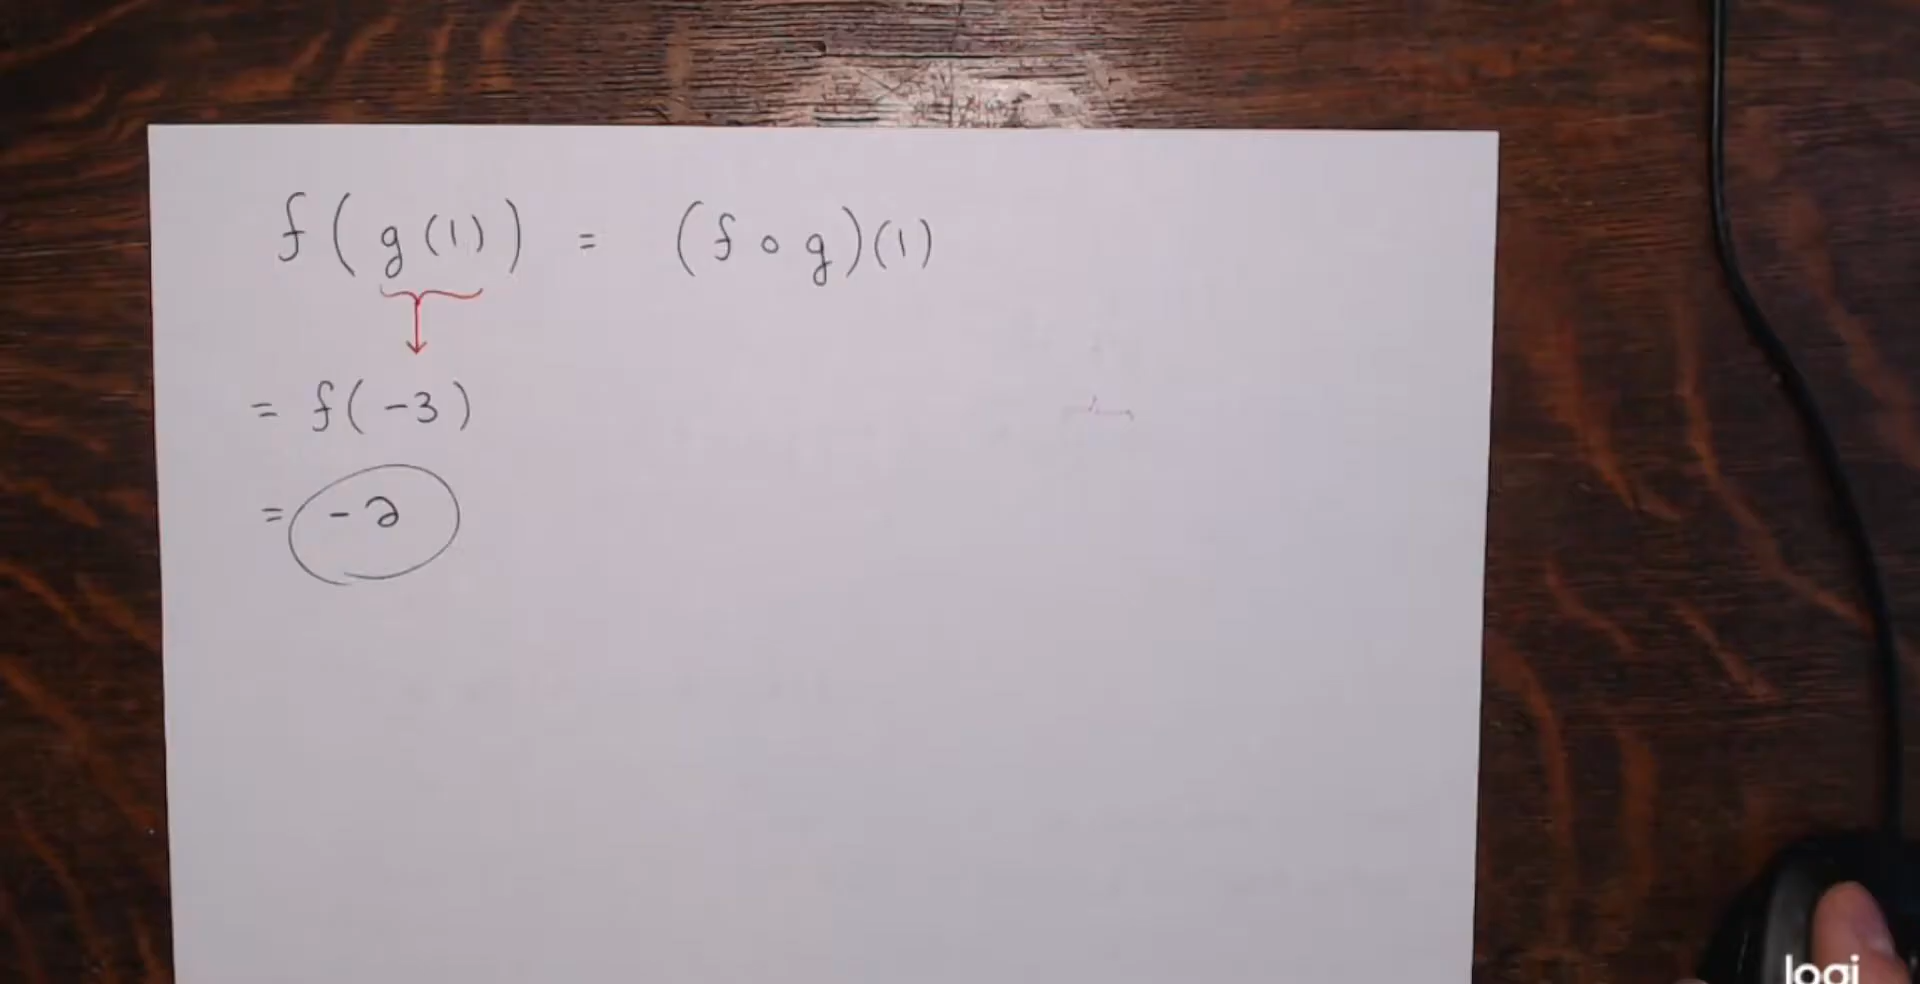 f(g(1)) = (f ∘ g)(1)
= f(-3)
= -2
logi